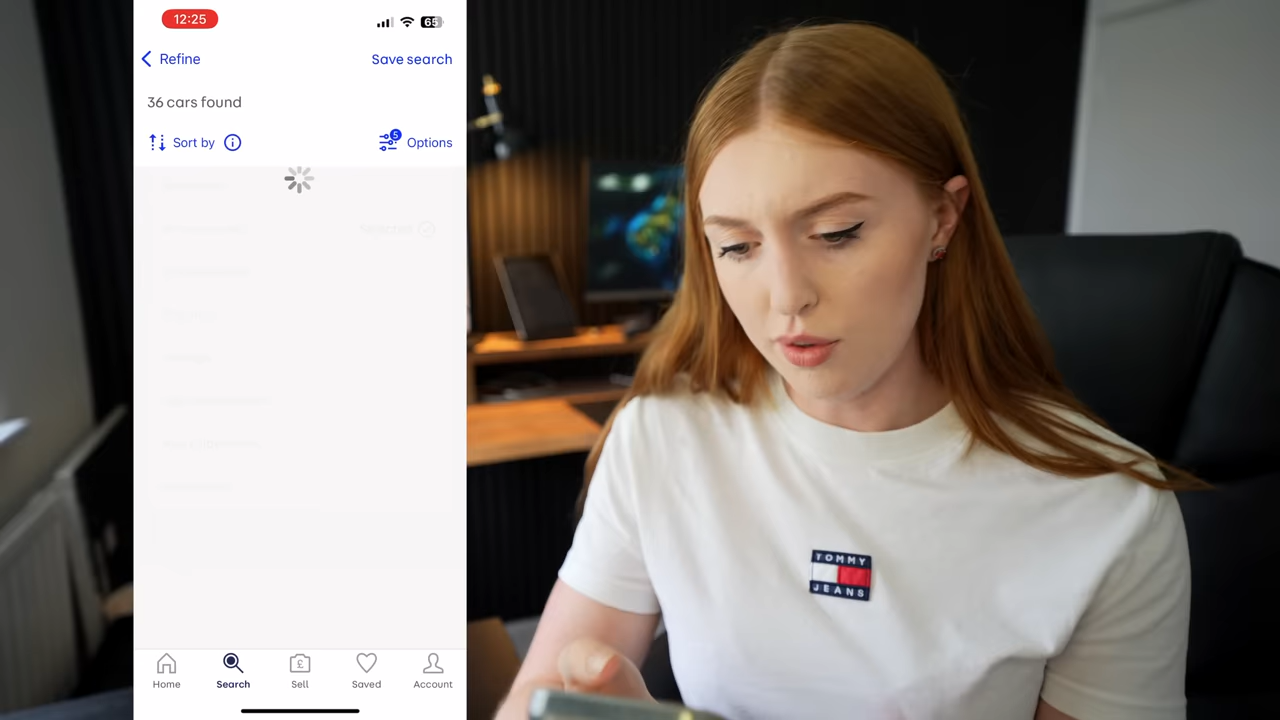 12:25
65
Refine
Save search
36 cars found
Sort by
5
Options
Selected
Home
Search
Sell
Saved
Account
TOMMY
JEANS